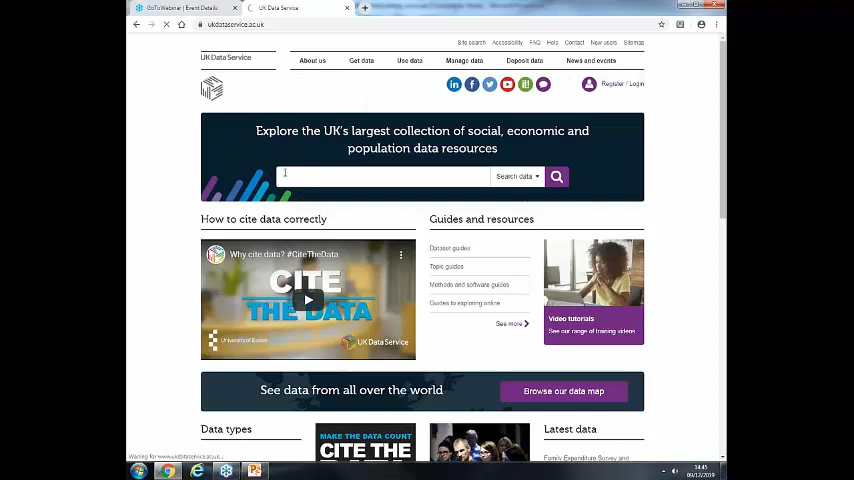 GoToWebinar | Event Details
UK Data Service
ukdataservice.ac.uk
Site search Accessibility FAQ Help Contact New users Sitemap
UK Data Service
About us Get data Use data Manage data Deposit data News and events
in f it!
Register / Login
Explore the UK's largest collection of social, economic and
population data resources
Search data
How to cite data correctly
Guides and resources
Why cite data? #CiteTheData
CITE
THE DATA
University of Essex
UK Data Service
Dataset guides
Topic guides
Methods and software guides
Guides to exploring online
See more
Video tutorials
See our range of training videos
See data from all over the world
Browse our data map
Data types
MAKE THE DATA COUNT
CITE THE
Latest data
Family Expenditure Survey and
Waiting for www.ukdataservice.ac.uk...
14:45
09/12/2019